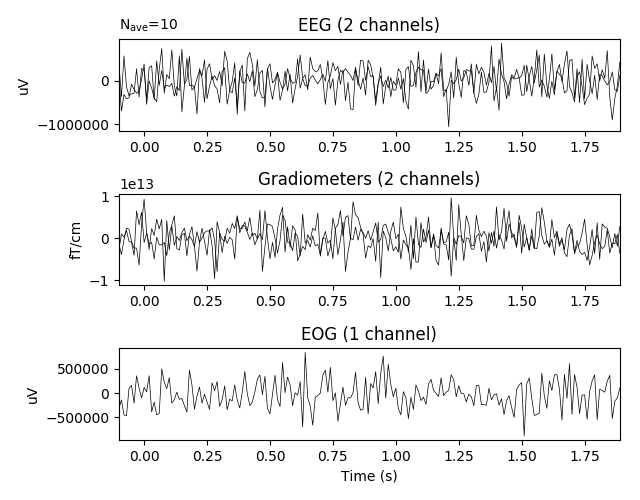 N_ave=10
EEG (2 channels)
uV
0
−1000000
0.00 0.25 0.50 0.75 1.00 1.25 1.50 1.75
1e13
Gradiometers (2 channels)
fT/cm
1
0
−1
0.00 0.25 0.50 0.75 1.00 1.25 1.50 1.75
EOG (1 channel)
uV
500000
0
−500000
0.00 0.25 0.50 0.75 1.00 1.25 1.50 1.75
Time (s)